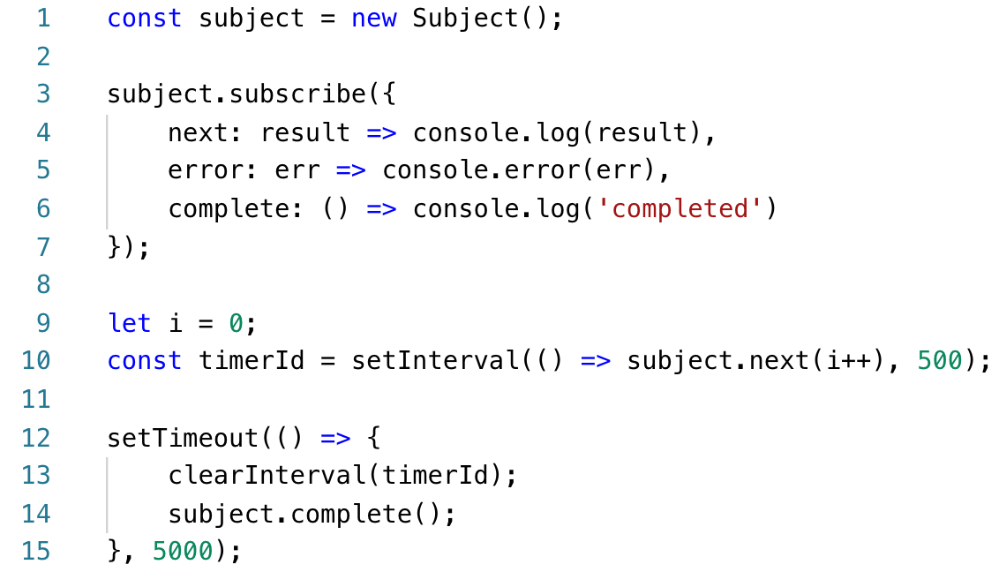 1 const subject = new Subject();
2
3 subject.subscribe({
4     next: result => console.log(result),
5     error: err => console.error(err),
6     complete: () => console.log('completed')
7 });
8
9 let i = 0;
10 const timerId = setInterval(() => subject.next(i++), 500);
11
12 setTimeout(() => {
13     clearInterval(timerId);
14     subject.complete();
15 }, 5000);